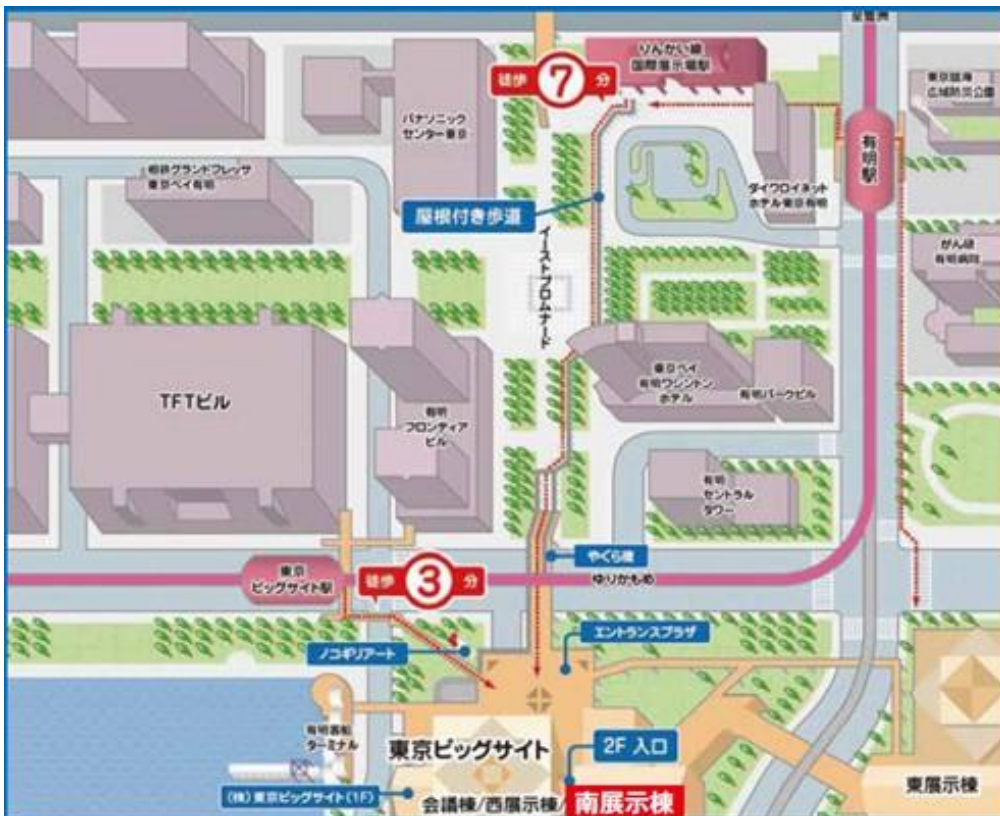 至豊洲
りんかい線
国際展示場駅
徒歩 7 分
東京臨海
広域防災公園
パナソニック
センター東京
有明駅
相鉄グランドフレッサ
東京ベイ有明
ダイワロイネット
ホテル東京有明
屋根付き歩道
イーストプロムナード
がん研
有明病院
東京ベイ
有明ワシントン
ホテル
有明パークビル
TFTビル
有明
フロンティア
ビル
有明
セントラル
タワー
やぐら橋
東京
ビッグサイト駅
徒歩 3 分
ゆりかもめ
ノコギリアート
エントランスプラザ
有明客船
ターミナル
東京ビッグサイト
2F 入口
(株)東京ビッグサイト(1F)
会議棟/西展示棟/南展示棟
東展示棟